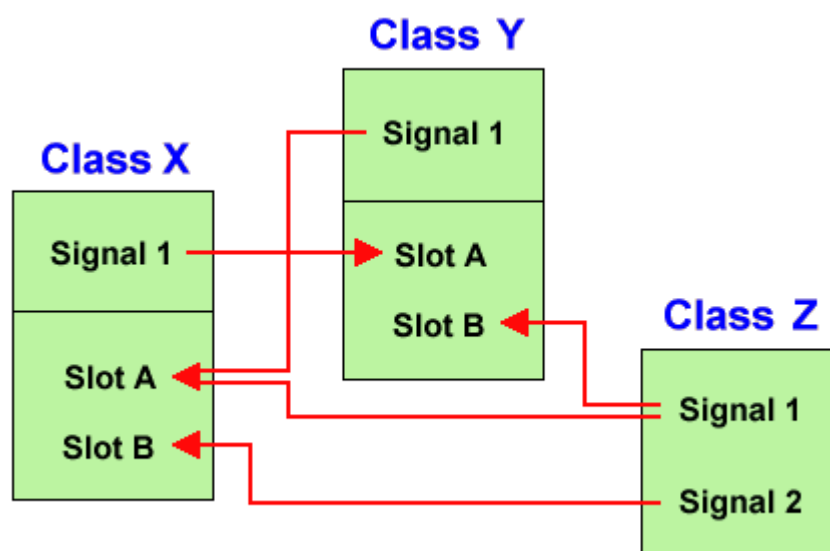 Class Y
Signal 1
Slot A
Slot B
Class X
Signal 1
Slot A
Slot B
Class Z
Signal 1
Signal 2